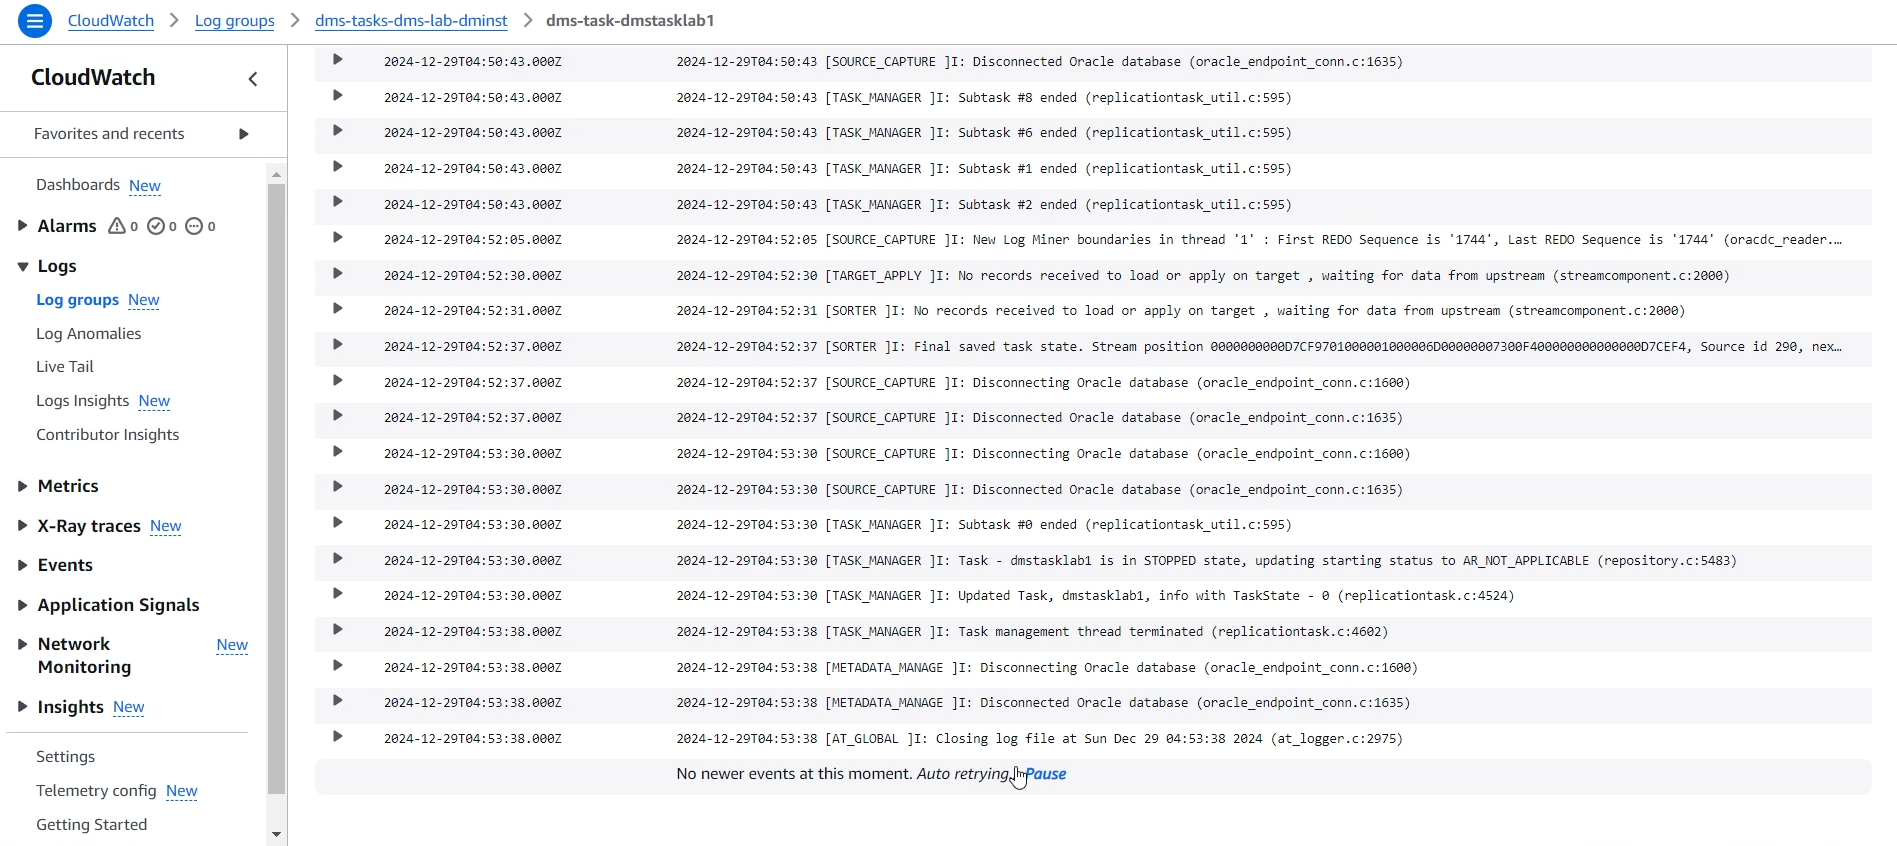 CloudWatch > Log groups > dms-tasks-dms-lab-dminst > dms-task-dmstasklab1
CloudWatch
Favorites and recents
Dashboards New
Alarms 0 0 0
Logs
Log groups New
Log Anomalies
Live Tail
Logs Insights New
Contributor Insights
Metrics
X-Ray traces New
Events
Application Signals
Network Monitoring New
Insights New
Settings
Telemetry config New
Getting Started
2024-12-29T04:50:43.000Z 2024-12-29T04:50:43 [SOURCE_CAPTURE ]I: Disconnected Oracle database (oracle_endpoint_conn.c:1635)
2024-12-29T04:50:43.000Z 2024-12-29T04:50:43 [TASK_MANAGER ]I: Subtask #8 ended (replicationtask_util.c:595)
2024-12-29T04:50:43.000Z 2024-12-29T04:50:43 [TASK_MANAGER ]I: Subtask #6 ended (replicationtask_util.c:595)
2024-12-29T04:50:43.000Z 2024-12-29T04:50:43 [TASK_MANAGER ]I: Subtask #1 ended (replicationtask_util.c:595)
2024-12-29T04:50:43.000Z 2024-12-29T04:50:43 [TASK_MANAGER ]I: Subtask #2 ended (replicationtask_util.c:595)
2024-12-29T04:52:05.000Z 2024-12-29T04:52:05 [SOURCE_CAPTURE ]I: New Log Miner boundaries in thread '1' : First REDO Sequence is '1744', Last REDO Sequence is '1744' (oracdc_reader.…
2024-12-29T04:52:30.000Z 2024-12-29T04:52:30 [TARGET_APPLY ]I: No records received to load or apply on target , waiting for data from upstream (streamcomponent.c:2000)
2024-12-29T04:52:31.000Z 2024-12-29T04:52:31 [SORTER ]I: No records received to load or apply on target , waiting for data from upstream (streamcomponent.c:2000)
2024-12-29T04:52:37.000Z 2024-12-29T04:52:37 [SORTER ]I: Final saved task state. Stream position 0000000000D7CF9701000001000006D00000007300F400000000000000D7CEF4, Source id 290, nex…
2024-12-29T04:52:37.000Z 2024-12-29T04:52:37 [SOURCE_CAPTURE ]I: Disconnecting Oracle database (oracle_endpoint_conn.c:1600)
2024-12-29T04:52:37.000Z 2024-12-29T04:52:37 [SOURCE_CAPTURE ]I: Disconnected Oracle database (oracle_endpoint_conn.c:1635)
2024-12-29T04:53:30.000Z 2024-12-29T04:53:30 [SOURCE_CAPTURE ]I: Disconnecting Oracle database (oracle_endpoint_conn.c:1600)
2024-12-29T04:53:30.000Z 2024-12-29T04:53:30 [SOURCE_CAPTURE ]I: Disconnected Oracle database (oracle_endpoint_conn.c:1635)
2024-12-29T04:53:30.000Z 2024-12-29T04:53:30 [TASK_MANAGER ]I: Subtask #0 ended (replicationtask_util.c:595)
2024-12-29T04:53:30.000Z 2024-12-29T04:53:30 [TASK_MANAGER ]I: Task - dmstasklab1 is in STOPPED state, updating starting status to AR_NOT_APPLICABLE (repository.c:5483)
2024-12-29T04:53:30.000Z 2024-12-29T04:53:30 [TASK_MANAGER ]I: Updated Task, dmstasklab1, info with TaskState - 0 (replicationtask.c:4524)
2024-12-29T04:53:38.000Z 2024-12-29T04:53:38 [TASK_MANAGER ]I: Task management thread terminated (replicationtask.c:4602)
2024-12-29T04:53:38.000Z 2024-12-29T04:53:38 [METADATA_MANAGE ]I: Disconnecting Oracle database (oracle_endpoint_conn.c:1600)
2024-12-29T04:53:38.000Z 2024-12-29T04:53:38 [METADATA_MANAGE ]I: Disconnected Oracle database (oracle_endpoint_conn.c:1635)
2024-12-29T04:53:38.000Z 2024-12-29T04:53:38 [AT_GLOBAL ]I: Closing log file at Sun Dec 29 04:53:38 2024 (at_logger.c:2975)
No newer events at this moment. Auto retrying Pause